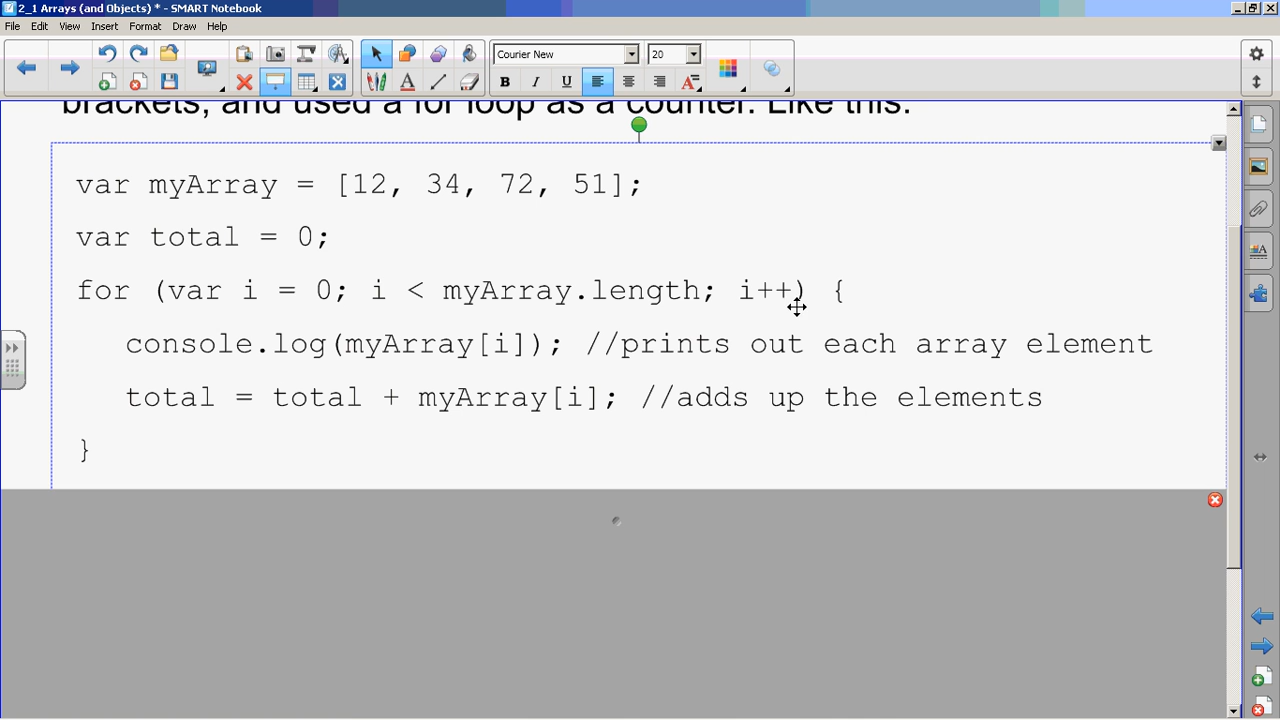 2_1 Arrays (and Objects) * - SMART Notebook
File Edit View Insert Format Draw Help
Courier New 20
B I U A
brackets, and used a for loop as a counter. Like this:
var myArray = [12, 34, 72, 51];
var total = 0;
for (var i = 0; i < myArray.length; i++) {
console.log(myArray[i]); //prints out each array element
total = total + myArray[i]; //adds up the elements
}